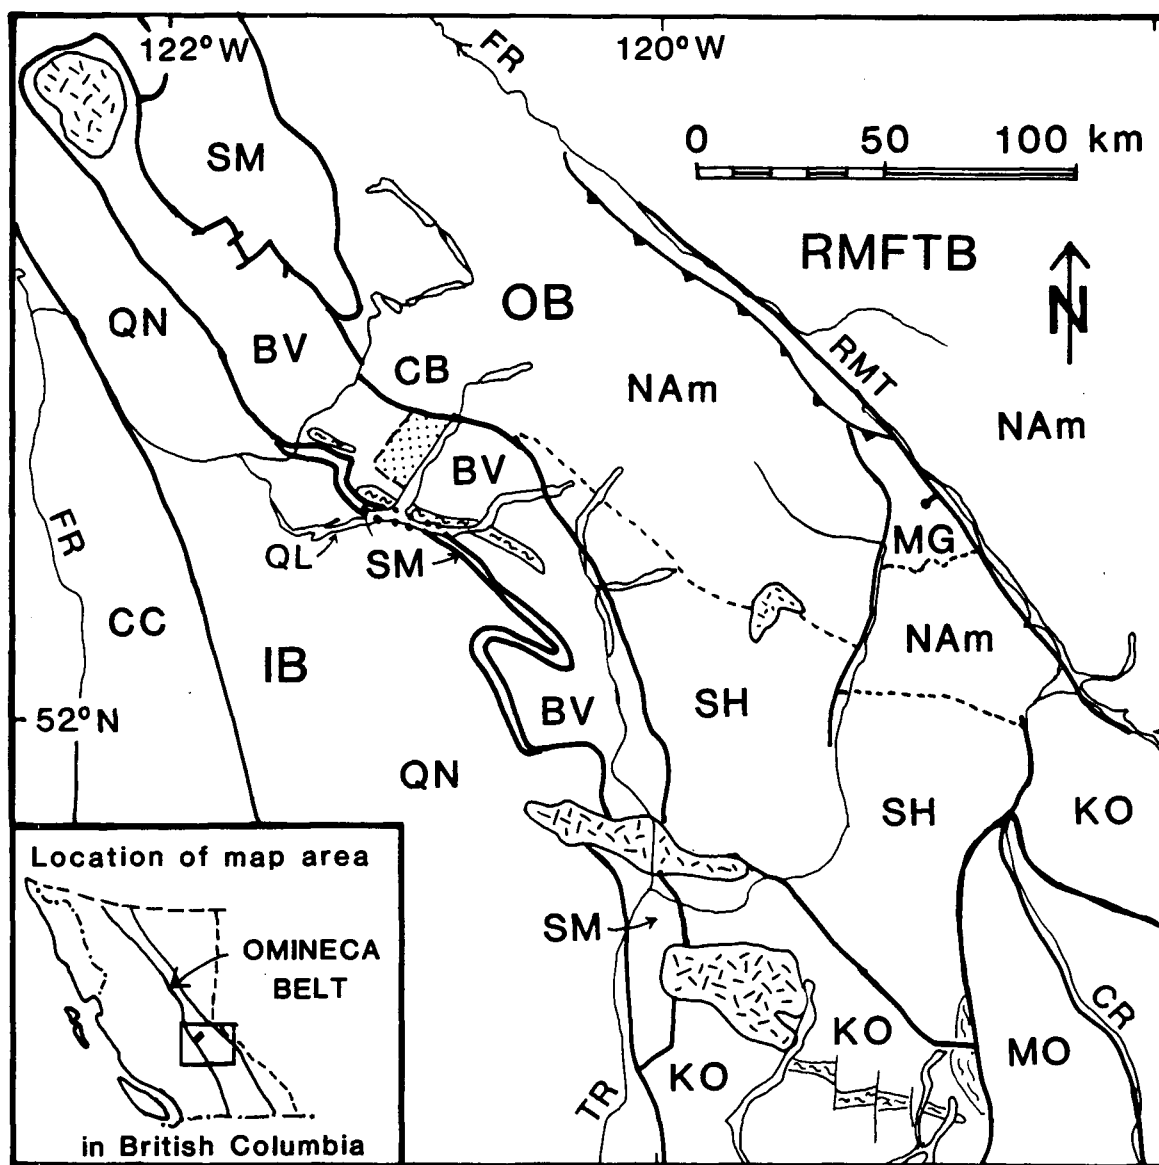 122° W
120° W
FR
0 50 100 km
SM
RMFTB
N
OB
QN
BV
CB
RMT
NAm
NAm
BV
FR
QL
SM
MG
CC
NAm
IB
52° N
BV
SH
QN
SH
KO
Location of map area
OMINECA
BELT
in British Columbia
SM
CR
KO
MO
KO
TR